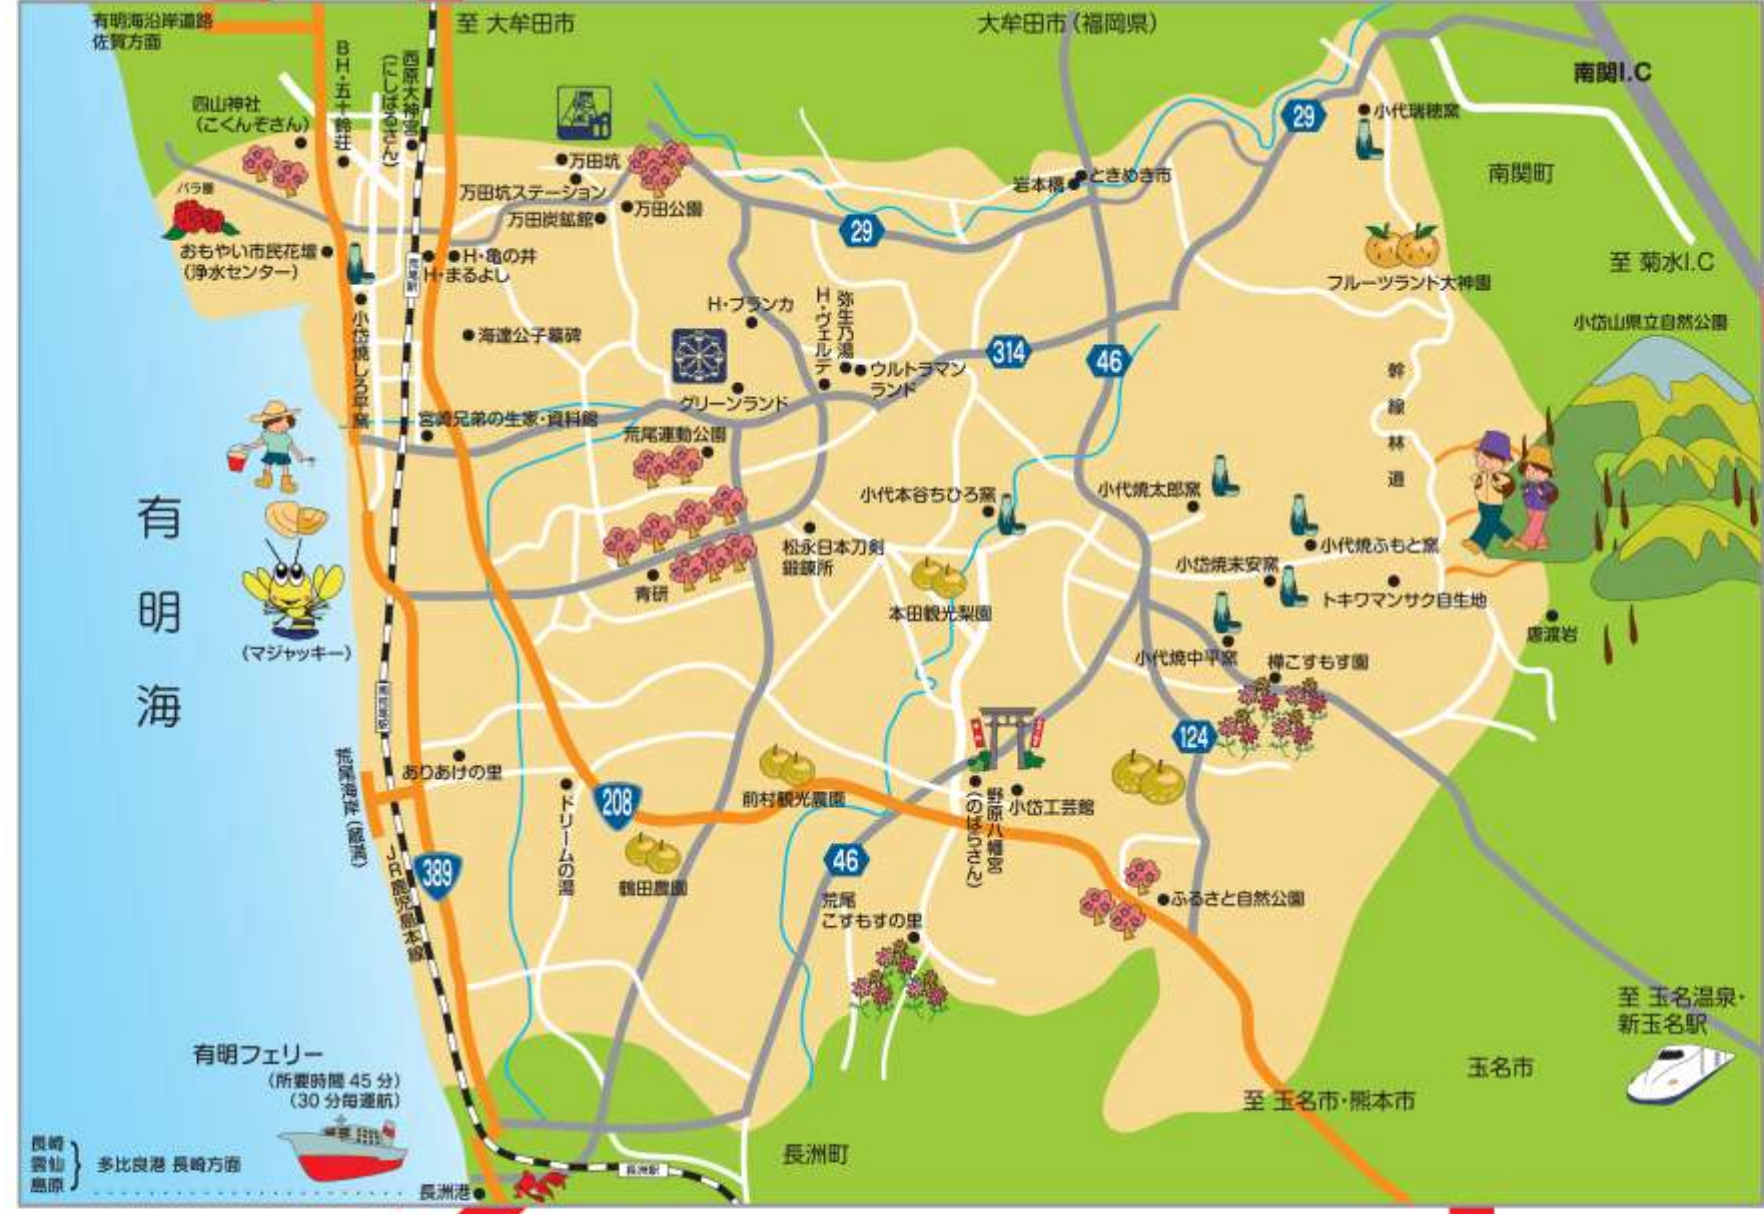 有明海沿岸道路
佐賀方面
至 大牟田市
大牟田市(福岡県)
南関I.C
BH・五十鈴荘
西原大神宮
(にしばるさん)
四山神社
(こくんぞさん)
バラ園
おもやい市民花壇
(浄水センター)
万田坑
万田坑ステーション
万田炭鉱館
万田公園
岩本橋
ときめき市
29
29
小代瑞穂窯
南関町
至 菊水I.C
フルーツランド大神園
小岱山県立自然公園
H・亀の井
H・まるよし
荒尾駅
小岱焼しろ平窯
海達公子墓碑
H・ブランカ
H・ヴェルデ
弥生乃湯
ウルトラマン
ランド
グリーンランド
314
46
幹線林道
宮崎兄弟の生家・資料館
荒尾運動公園
小代本谷ちひろ窯
小代焼太郎窯
小代焼ふもと窯
小岱焼末安窯
トキワマンサク自生地
唐渡岩
松永日本刀剣
鍛錬所
青研
本田観光梨園
小代焼中平窯
樺こすもす園
有明海
(マジャッキー)
南荒尾駅
荒尾海岸(蔵満)
ありあけの里
ドリームの湯
208
389
JR鹿児島本線
鶴田農園
前村観光農園
46
124
野原八幡宮
(のばらさん)
小岱工芸館
荒尾
こすもすの里
ふるさと自然公園
至 玉名温泉・
新玉名駅
玉名市
至 玉名市・熊本市
有明フェリー
(所要時間45分)
(30分毎運航)
長崎
雲仙
島原
多比良港 長崎方面
長洲港
長洲駅
長洲町